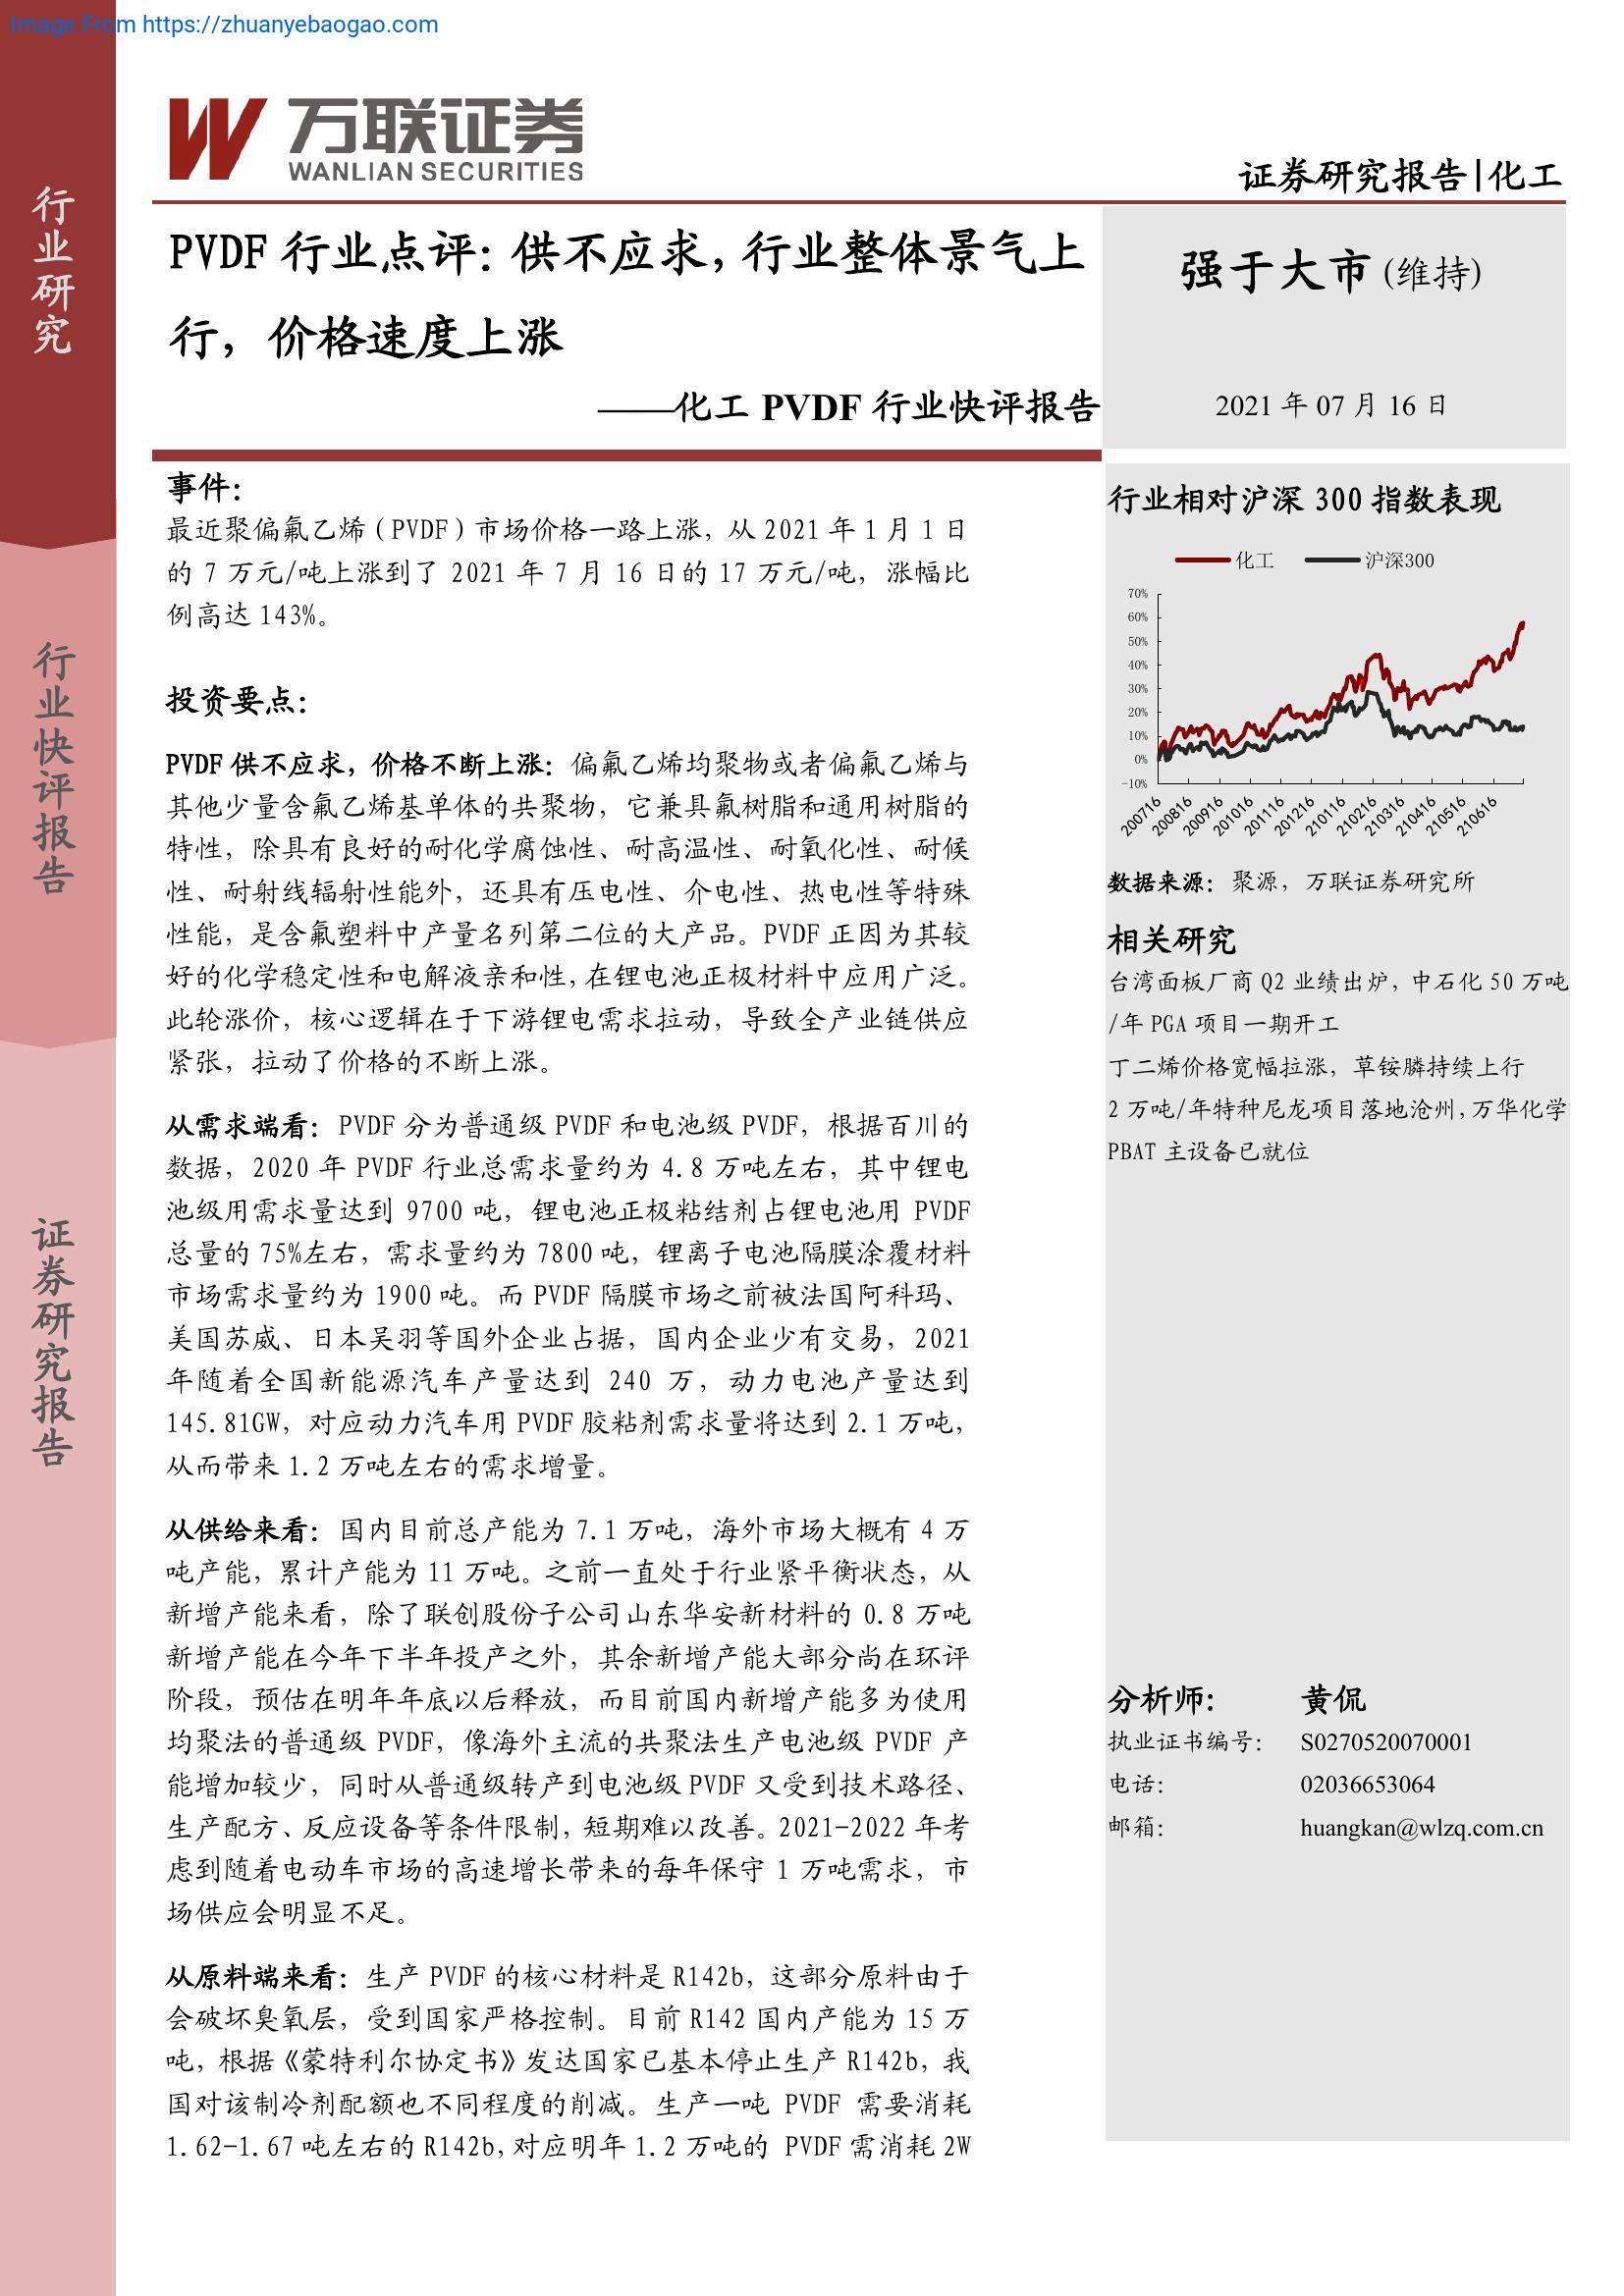 Image From https://zhuanyebaogao.com
万联证券
WANLIAN SECURITIES
证券研究报告|化工
行业研究
行业快评报告
证券研究报告
PVDF 行业点评：供不应求，行业整体景气上
行，价格速度上涨
——化工 PVDF 行业快评报告
强于大市(维持)
2021 年 07 月 16 日
事件：
最近聚偏氟乙烯（PVDF）市场价格一路上涨，从 2021 年 1 月 1 日
的 7 万元/吨上涨到了 2021 年 7 月 16 日的 17 万元/吨，涨幅比
例高达 143%。
投资要点：
PVDF 供不应求，价格不断上涨：偏氟乙烯均聚物或者偏氟乙烯与
其他少量含氟乙烯基单体的共聚物，它兼具氟树脂和通用树脂的
特性，除具有良好的耐化学腐蚀性、耐高温性、耐氧化性、耐候
性、耐射线辐射性能外，还具有压电性、介电性、热电性等特殊
性能，是含氟塑料中产量名列第二位的大产品。PVDF 正因为其较
好的化学稳定性和电解液亲和性，在锂电池正极材料中应用广泛。
此轮涨价，核心逻辑在于下游锂电需求拉动，导致全产业链供应
紧张，拉动了价格的不断上涨。
从需求端看：PVDF 分为普通级 PVDF 和电池级 PVDF，根据百川的
数据，2020 年 PVDF 行业总需求量约为 4.8 万吨左右，其中锂电
池级用需求量达到 9700 吨，锂电池正极粘结剂占锂电池用 PVDF
总量的 75%左右，需求量约为 7800 吨，锂离子电池隔膜涂覆材料
市场需求量约为 1900 吨。而 PVDF 隔膜市场之前被法国阿科玛、
美国苏威、日本吴羽等国外企业占据，国内企业少有交易，2021
年随着全国新能源汽车产量达到 240 万，动力电池产量达到
145.81GW，对应动力汽车用 PVDF 胶粘剂需求量将达到 2.1 万吨，
从而带来 1.2 万吨左右的需求增量。
从供给来看：国内目前总产能为 7.1 万吨，海外市场大概有 4 万
吨产能，累计产能为 11 万吨。之前一直处于行业紧平衡状态，从
新增产能来看，除了联创股份子公司山东华安新材料的 0.8 万吨
新增产能在今年下半年投产之外，其余新增产能大部分尚在环评
阶段，预估在明年年底以后释放，而目前国内新增产能多为使用
均聚法的普通级 PVDF，像海外主流的共聚法生产电池级 PVDF 产
能增加较少，同时从普通级转产到电池级 PVDF 又受到技术路径、
生产配方、反应设备等条件限制，短期难以改善。2021-2022 年考
虑到随着电动车市场的高速增长带来的每年保守 1 万吨需求，市
场供应会明显不足。
从原料端来看：生产 PVDF 的核心材料是 R142b，这部分原料由于
会破坏臭氧层，受到国家严格控制。目前 R142 国内产能为 15 万
吨，根据《蒙特利尔协定书》发达国家已基本停止生产 R142b，我
国对该制冷剂配额也不同程度的削减。生产一吨 PVDF 需要消耗
1.62-1.67 吨左右的 R142b，对应明年 1.2 万吨的 PVDF 需消耗 2W
行业相对沪深 300 指数表现
化工 沪深300
70%
60%
50%
40%
30%
20%
10%
0%
-10%
200716 200816 200916 201016 201116 201216 210116 210216 210316 210416 210516 210616
数据来源：聚源，万联证券研究所
相关研究
台湾面板厂商 Q2 业绩出炉，中石化 50 万吨
/年 PGA 项目一期开工
丁二烯价格宽幅拉涨，草铵膦持续上行
2 万吨/年特种尼龙项目落地沧州，万华化学
PBAT 主设备已就位
分析师： 黄侃
执业证书编号： S0270520070001
电话： 02036653064
邮箱： huangkan@wlzq.com.cn